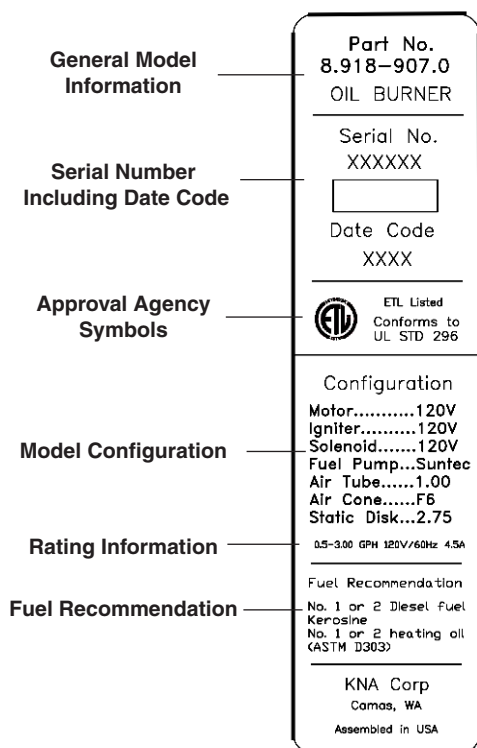 General Model
Information
Serial Number
Including Date Code
Approval Agency
Symbols
Model Configuration
Rating Information
Fuel Recommendation
Part No.
8.918-907.0
OIL BURNER
Serial No.
XXXXXX
Date Code
XXXX
ETL
ETL Listed
Conforms to
UL STD 296
Configuration
Motor...........120V
Igniter..........120V
Solenoid.......120V
Fuel Pump...Suntec
Air Tube......1.00
Air Cone......F6
Static Disk...2.75
0.5-3.00 GPH 120V/60Hz 4.5A
Fuel Recommendation
No. 1 or 2 Diesel fuel
Kerosine
No. 1 or 2 heating oil
(ASTM D303)
KNA Corp
Camas, WA
Assembled in USA